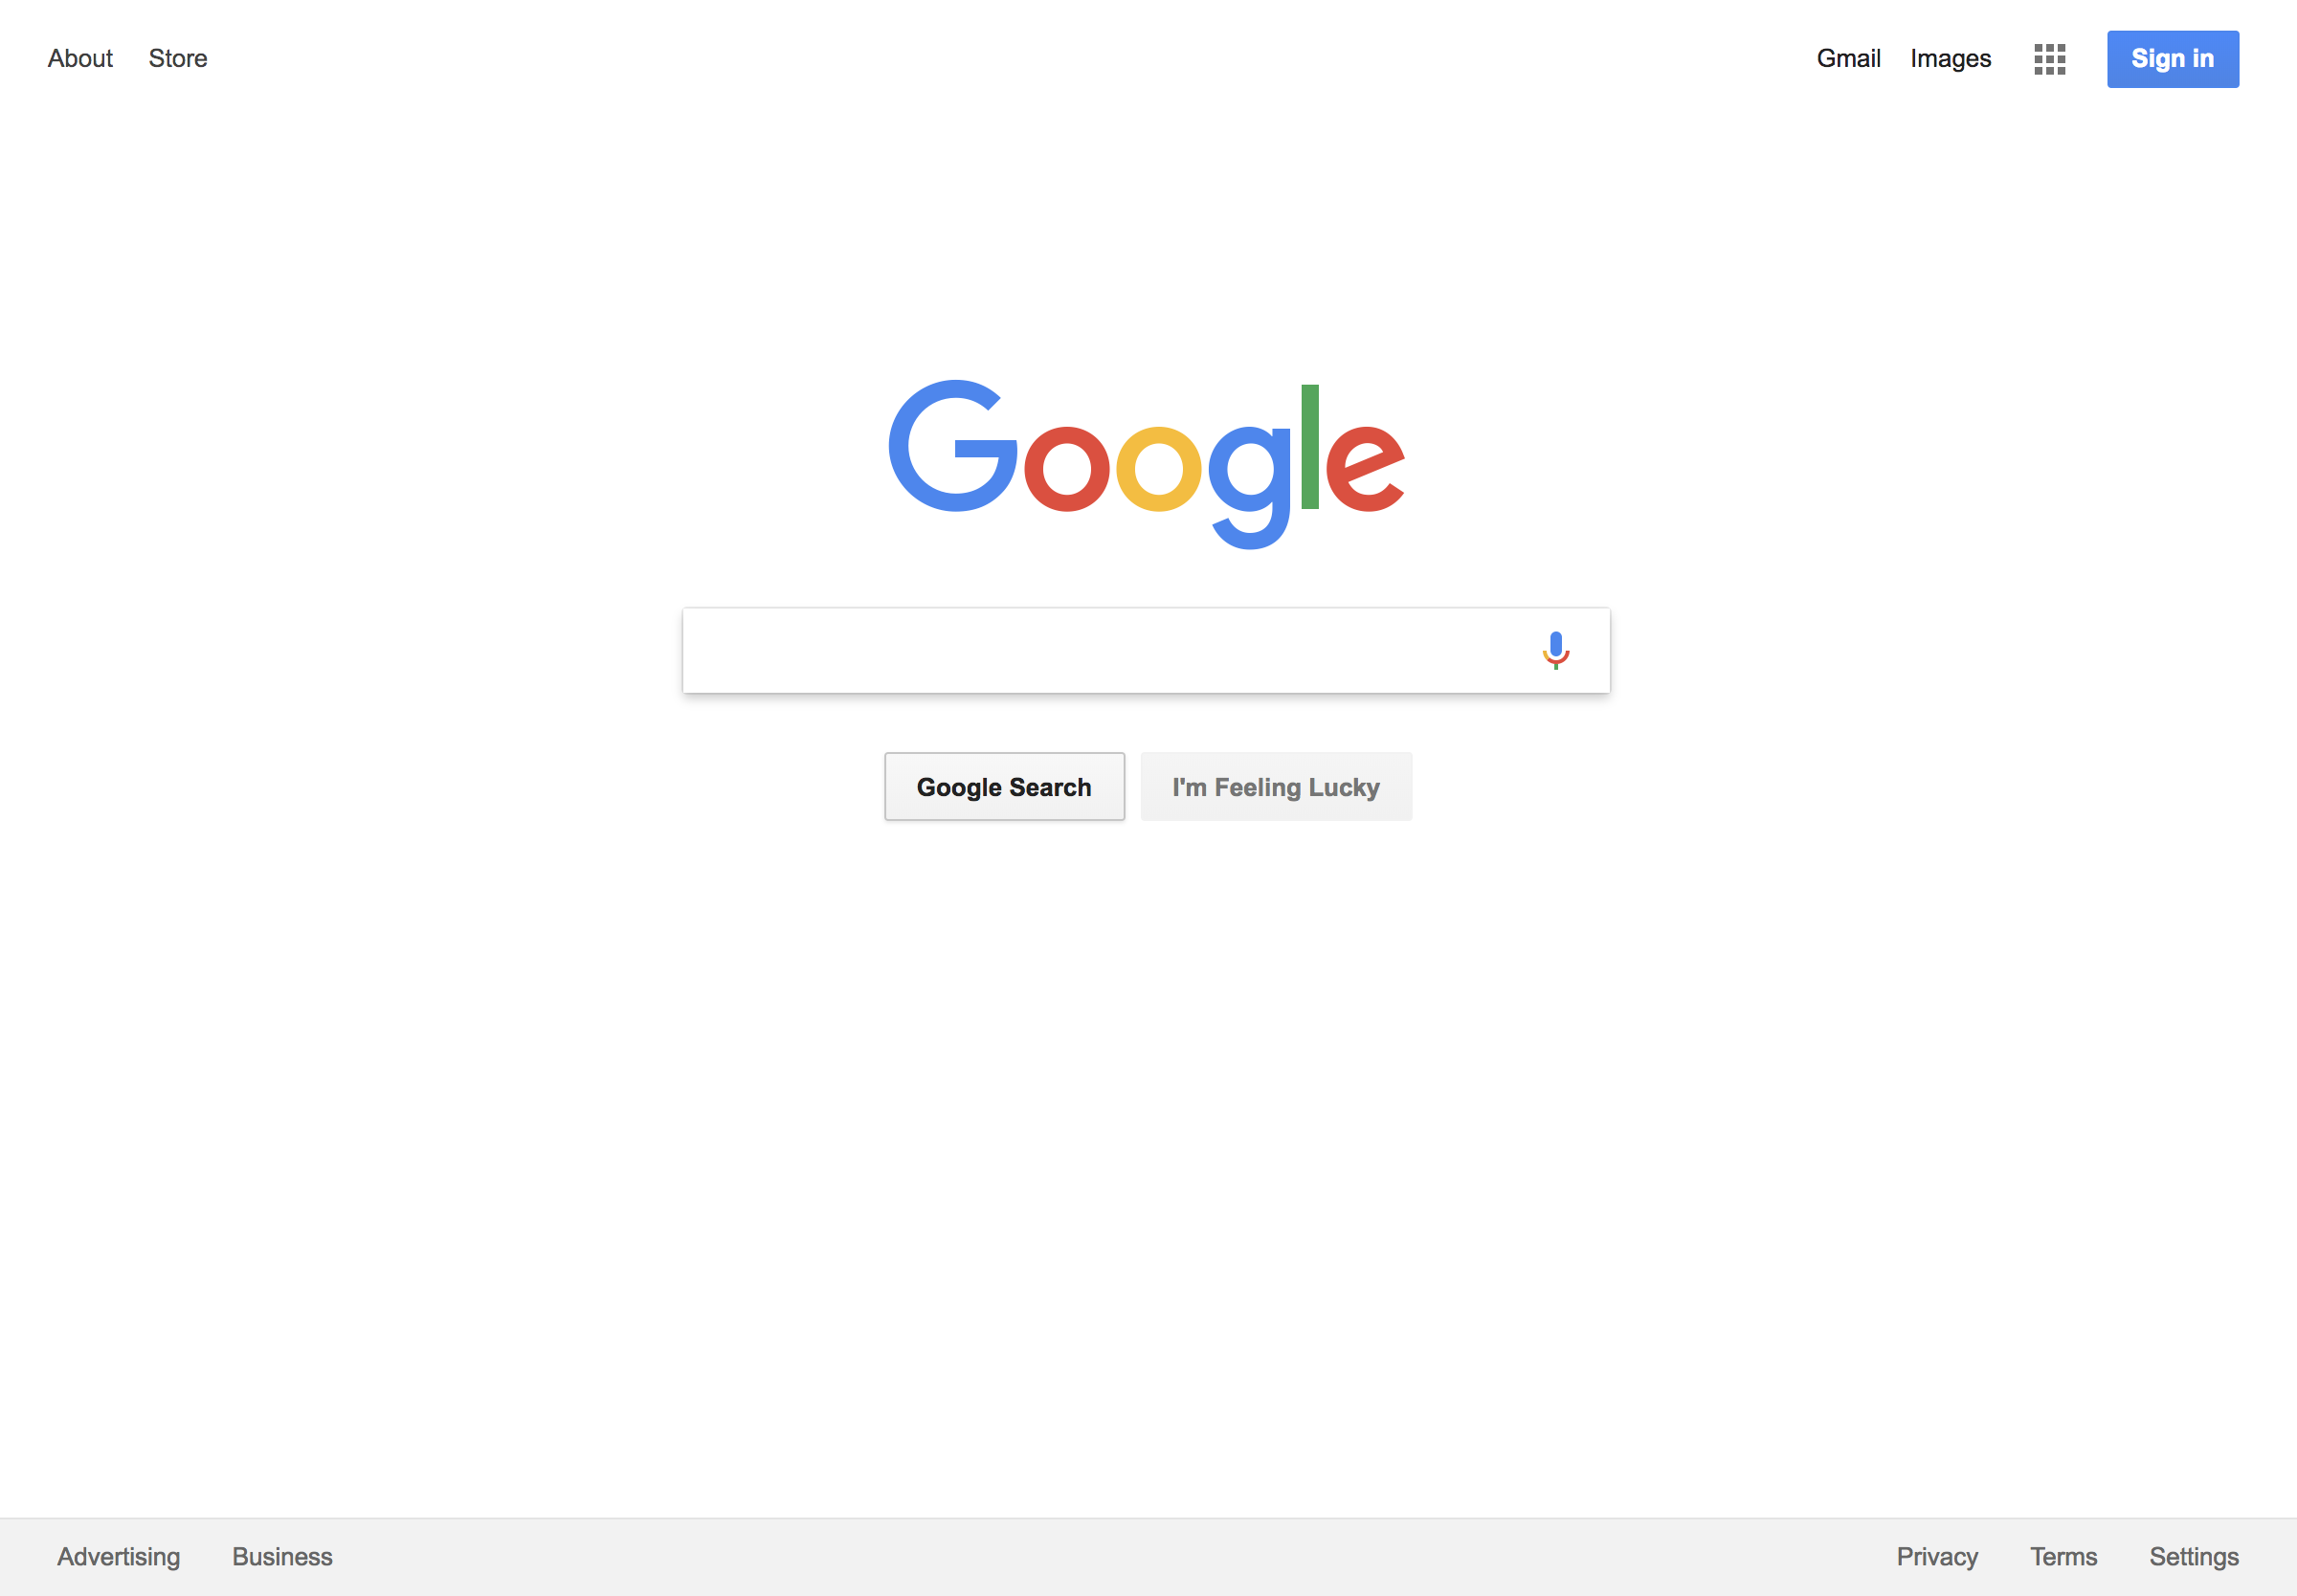 About Store Gmail Images Sign in
Google
Google Search I'm Feeling Lucky
Advertising Business Privacy Terms Settings